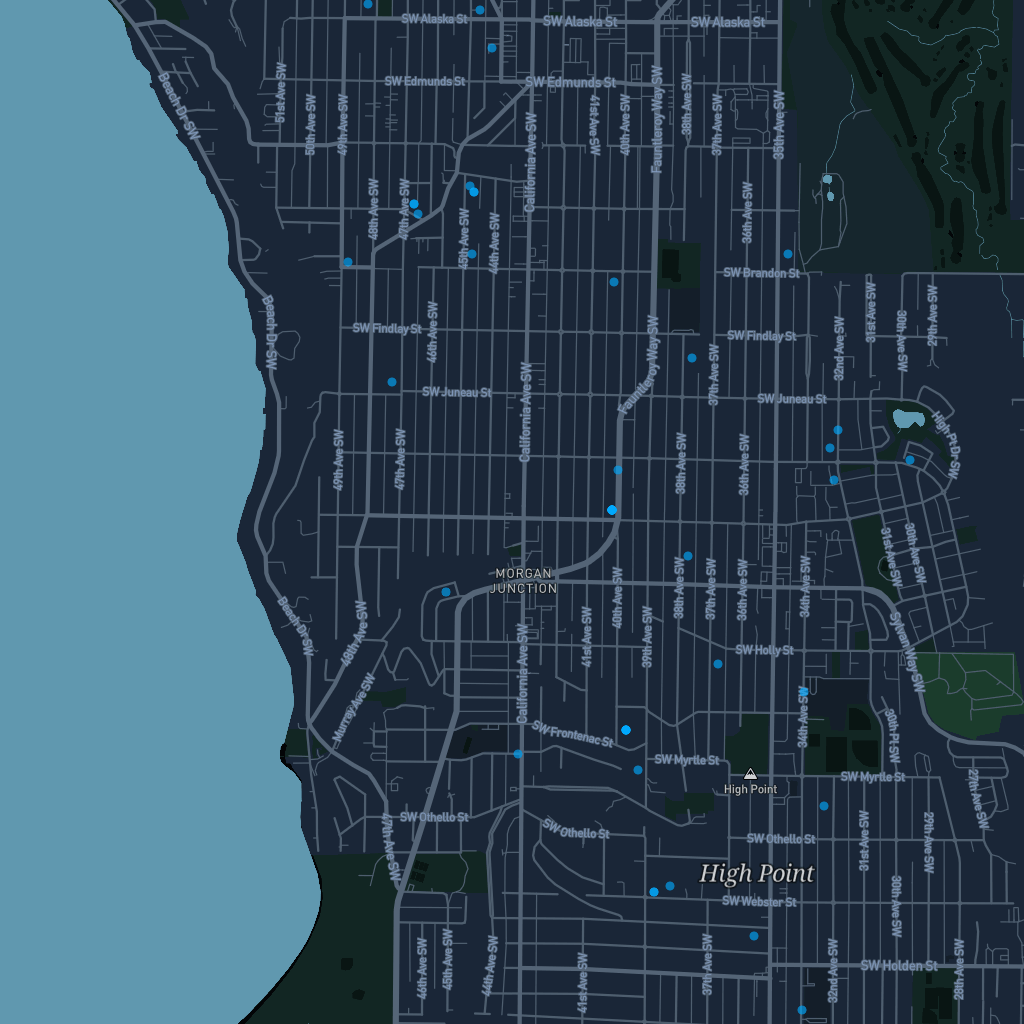 SW Alaska St
SW Alaska St
SW Alaska St
SW Edmunds St
SW Edmunds St
Beach Dr SW
51st Ave SW
50th Ave SW
49th Ave SW
41st Ave SW
40th Ave SW
Fauntleroy Way SW
38th Ave SW
37th Ave SW
35th Ave SW
California Ave SW
48th Ave SW
47th Ave SW
45th Ave SW
44th Ave SW
36th Ave SW
SW Brandon St
Beach Dr SW
46th Ave SW
31st Ave SW
30th Ave SW
29th Ave SW
32nd Ave SW
SW Findlay St
SW Findlay St
Fauntleroy Way SW
37th Ave SW
California Ave SW
SW Juneau St
SW Juneau St
High Pt Dr SW
49th Ave SW
47th Ave SW
38th Ave SW
36th Ave SW
31st Ave SW
30th Ave SW
MORGAN
JUNCTION
Beach Dr SW
48th Ave SW
41st Ave SW
40th Ave SW
39th Ave SW
38th Ave SW
37th Ave SW
36th Ave SW
34th Ave SW
Sylvan Way SW
SW Holly St
California Ave SW
Murray Ave SW
34th Ave SW
30th Pl SW
SW Frontenac St
SW Myrtle St
SW Myrtle St
High Point
27th Ave SW
47th Ave SW
SW Othello St
SW Othello St
SW Othello St
31st Ave SW
29th Ave SW
High Point
SW Webster St
30th Ave SW
46th Ave SW
45th Ave SW
44th Ave SW
41st Ave SW
37th Ave SW
32nd Ave SW
SW Holden St
28th Ave SW